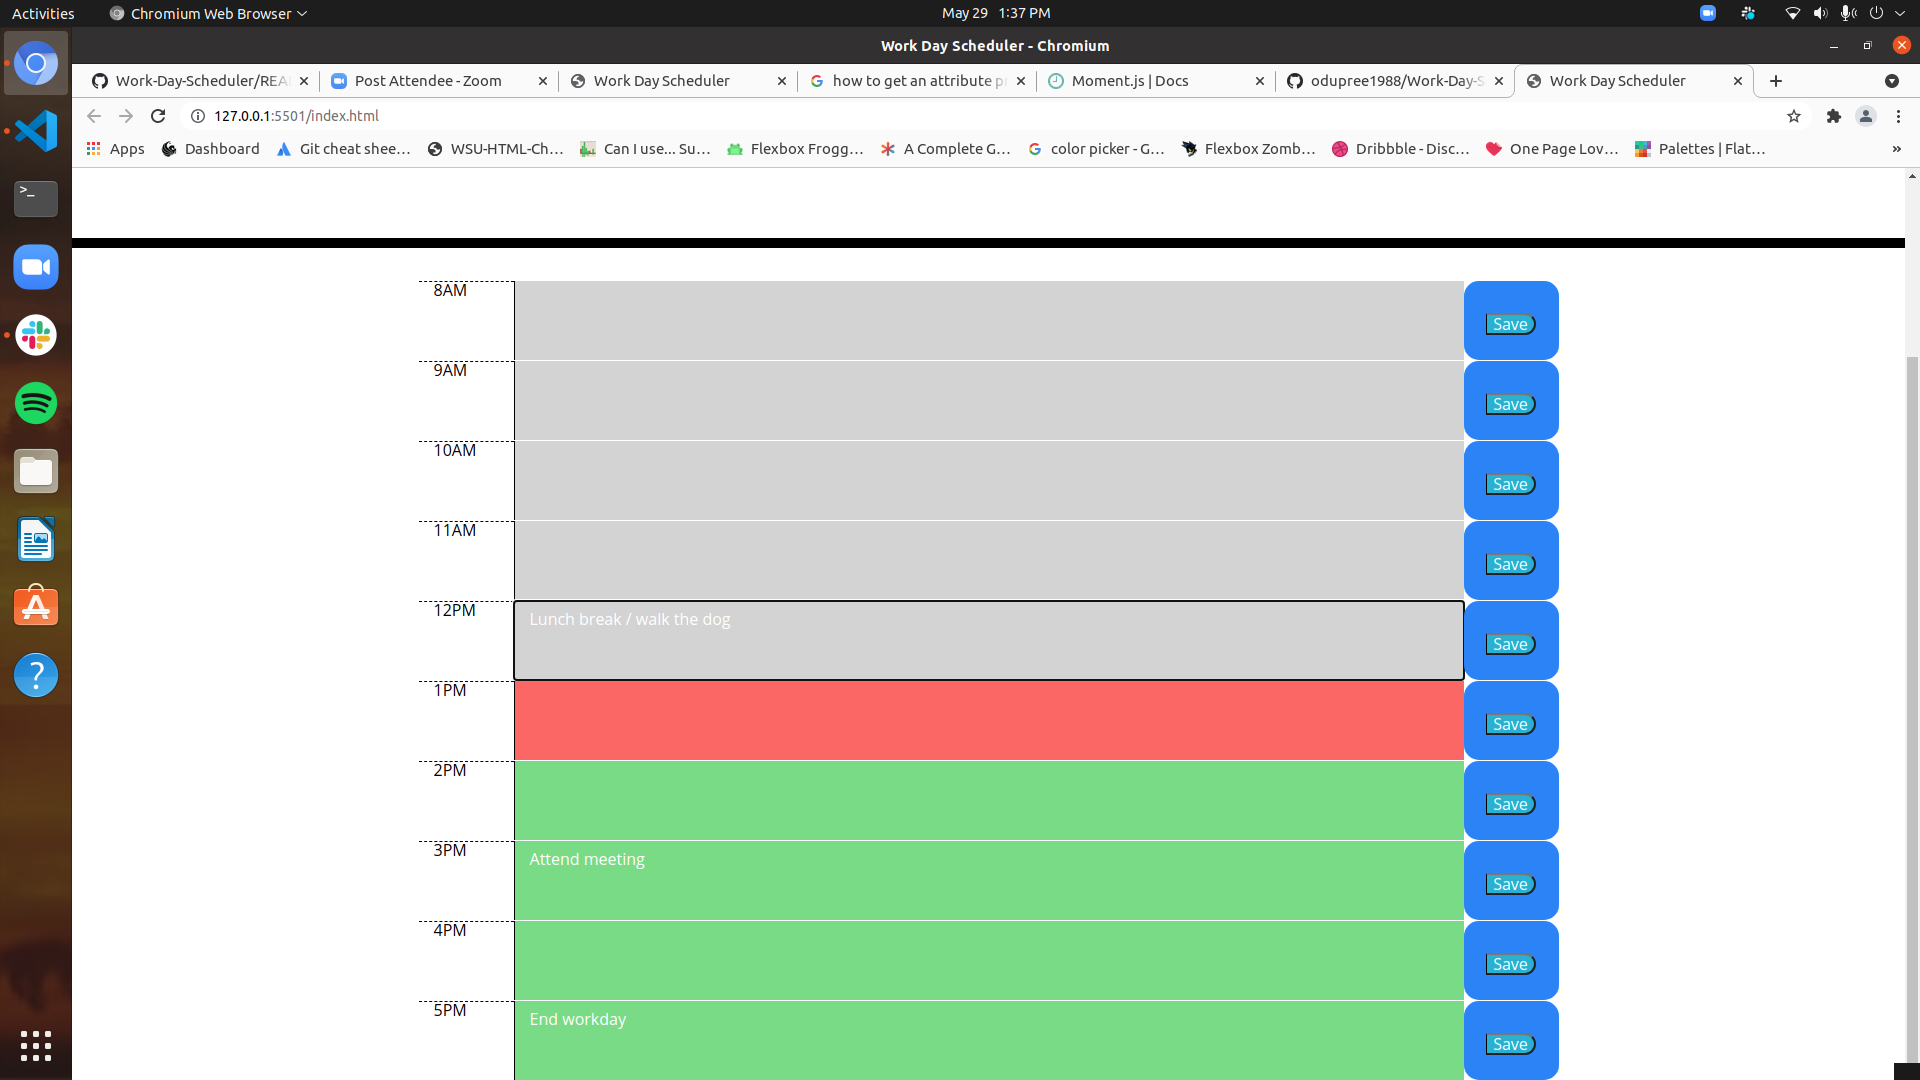 Activities Chromium Web Browser May 29 1:37 PM
Work Day Scheduler - Chromium
Work-Day-Scheduler/REA Post Attendee - Zoom Work Day Scheduler how to get an attribute p Moment.js | Docs odupree1988/Work-Day-S Work Day Scheduler
127.0.0.1:5501/index.html
Apps Dashboard Git cheat shee... WSU-HTML-Ch... Can I use... Su... Flexbox Frogg... A Complete G... color picker - G... Flexbox Zomb... Dribbble - Disc... One Page Lov... Palettes | Flat... »
8AM Save
9AM Save
10AM Save
11AM Save
12PM Lunch break / walk the dog Save
1PM Save
2PM Save
3PM Attend meeting Save
4PM Save
5PM End workday Save